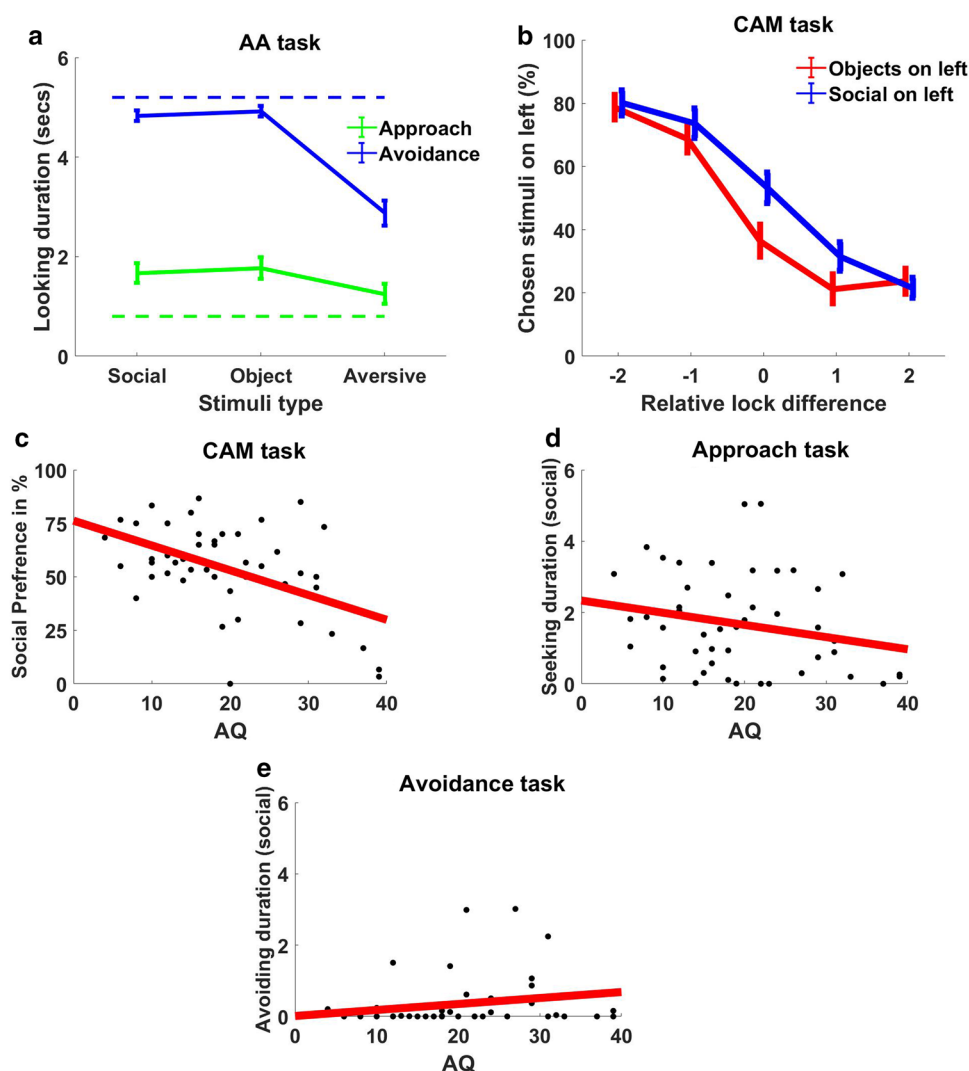 a
AA task
6
4
2
0
Looking duration (secs)
Approach
Avoidance
Social Object Aversive
Stimuli type
b
CAM task
100
80
60
40
20
0
Chosen stimuli on left (%)
Objects on left
Social on left
-2 -1 0 1 2
Relative lock difference
c
CAM task
100
75
50
25
0
Social Prefrence in %
0 10 20 30 40
AQ
d
Approach task
6
4
2
0
Seeking duration (social)
0 10 20 30 40
AQ
e
Avoidance task
6
4
2
0
Avoiding duration (social)
0 10 20 30 40
AQ